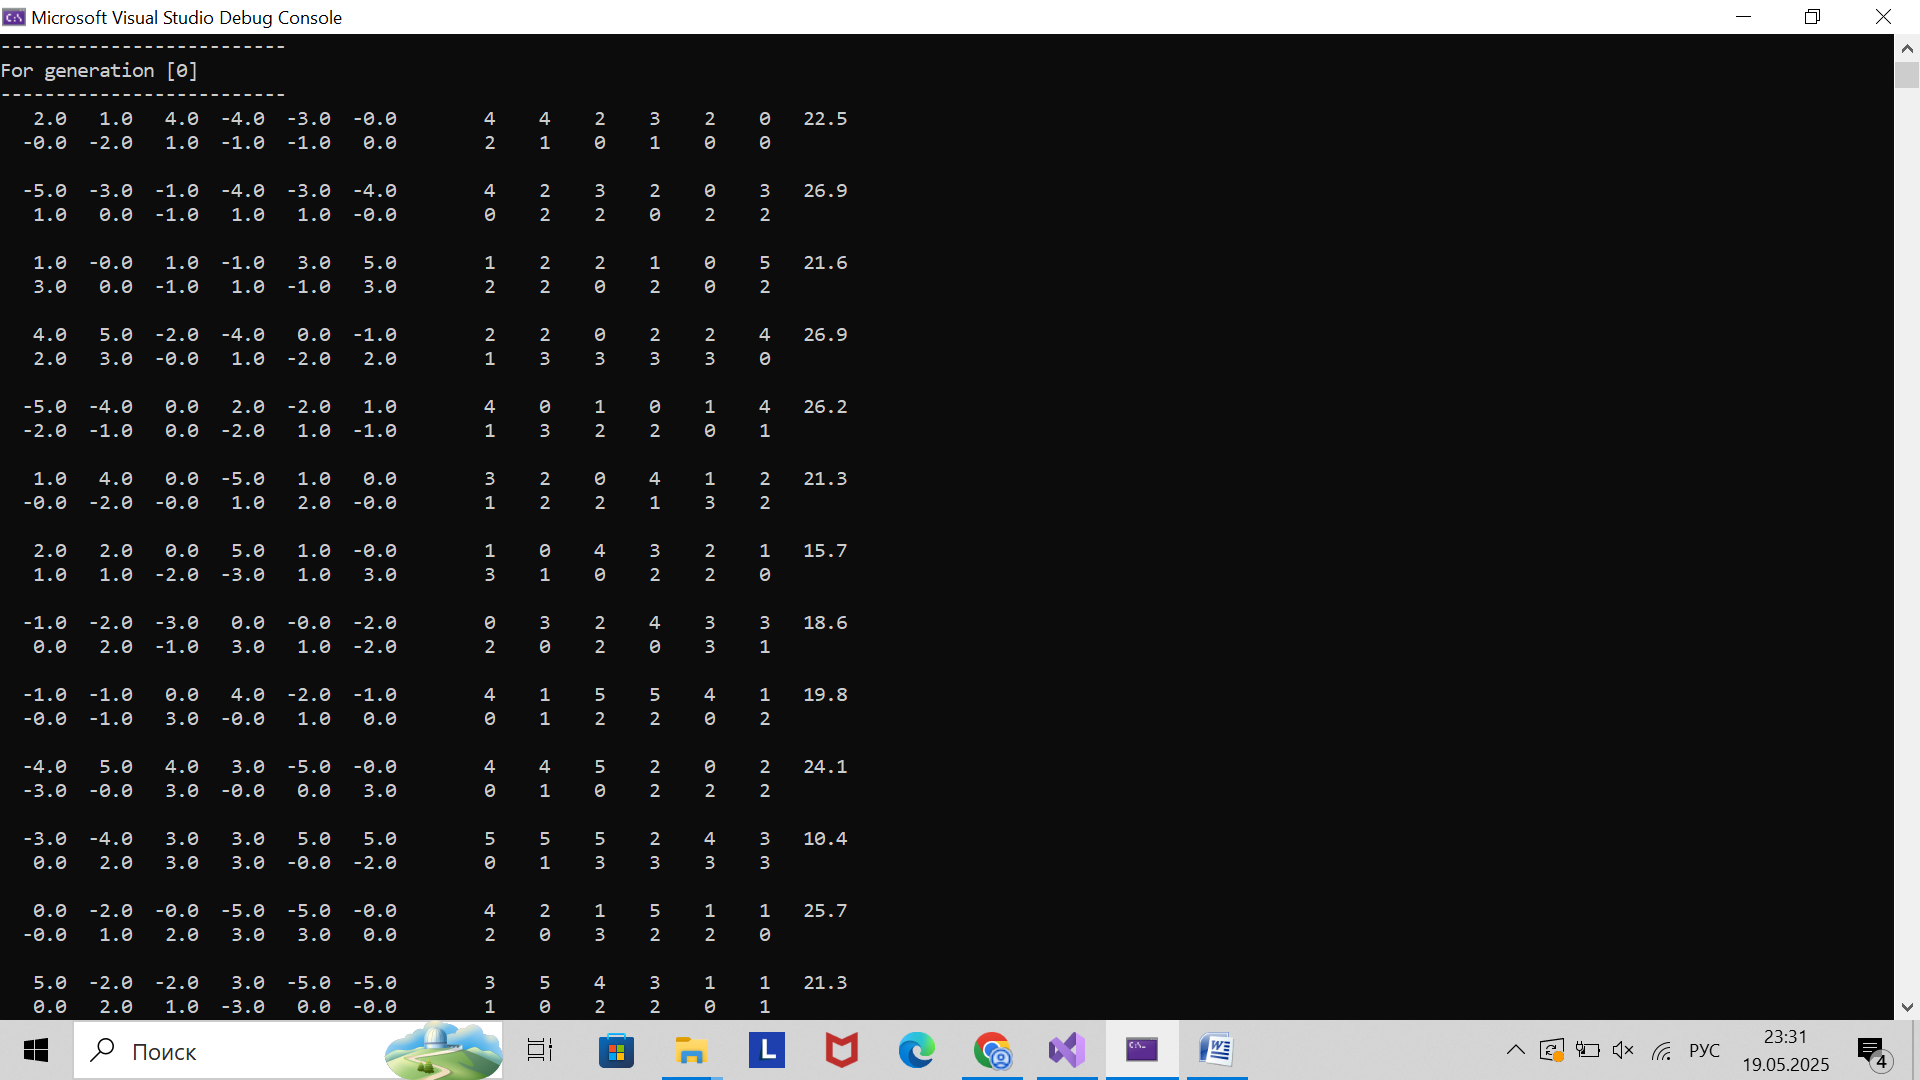 Microsoft Visual Studio Debug Console
--------------------------
For generation [0]
--------------------------
2.0 1.0 4.0 -4.0 -3.0 -0.0 4 4 2 3 2 0 22.5
-0.0 -2.0 1.0 -1.0 -1.0 0.0 2 1 0 1 0 0
-5.0 -3.0 -1.0 -4.0 -3.0 -4.0 4 2 3 2 0 3 26.9
1.0 0.0 -1.0 1.0 1.0 -0.0 0 2 2 0 2 2
1.0 -0.0 1.0 -1.0 3.0 5.0 1 2 2 1 0 5 21.6
3.0 0.0 -1.0 1.0 -1.0 3.0 2 2 0 2 0 2
4.0 5.0 -2.0 -4.0 0.0 -1.0 2 2 0 2 2 4 26.9
2.0 3.0 -0.0 1.0 -2.0 2.0 1 3 3 3 3 0
-5.0 -4.0 0.0 2.0 -2.0 1.0 4 0 1 0 1 4 26.2
-2.0 -1.0 0.0 -2.0 1.0 -1.0 1 3 2 2 0 1
1.0 4.0 0.0 -5.0 1.0 0.0 3 2 0 4 1 2 21.3
-0.0 -2.0 -0.0 1.0 2.0 -0.0 1 2 2 1 3 2
2.0 2.0 0.0 5.0 1.0 -0.0 1 0 4 3 2 1 15.7
1.0 1.0 -2.0 -3.0 1.0 3.0 3 1 0 2 2 0
-1.0 -2.0 -3.0 0.0 -0.0 -2.0 0 3 2 4 3 3 18.6
0.0 2.0 -1.0 3.0 1.0 -2.0 2 0 2 0 3 1
-1.0 -1.0 0.0 4.0 -2.0 -1.0 4 1 5 5 4 1 19.8
-0.0 -1.0 3.0 -0.0 1.0 0.0 0 1 2 2 0 2
-4.0 5.0 4.0 3.0 -5.0 -0.0 4 4 5 2 0 2 24.1
-3.0 -0.0 3.0 -0.0 0.0 3.0 0 1 0 2 2 2
-3.0 -4.0 3.0 3.0 5.0 5.0 5 5 5 2 4 3 10.4
0.0 2.0 3.0 3.0 -0.0 -2.0 0 1 3 3 3 3
0.0 -2.0 -0.0 -5.0 -5.0 -0.0 4 2 1 5 1 1 25.7
-0.0 1.0 2.0 3.0 3.0 0.0 2 0 3 2 2 0
5.0 -2.0 -2.0 3.0 -5.0 -5.0 3 5 4 3 1 1 21.3
0.0 2.0 1.0 -3.0 0.0 -0.0 1 0 2 2 0 1
Поиск
L
РУС
23:31
19.05.2025
4